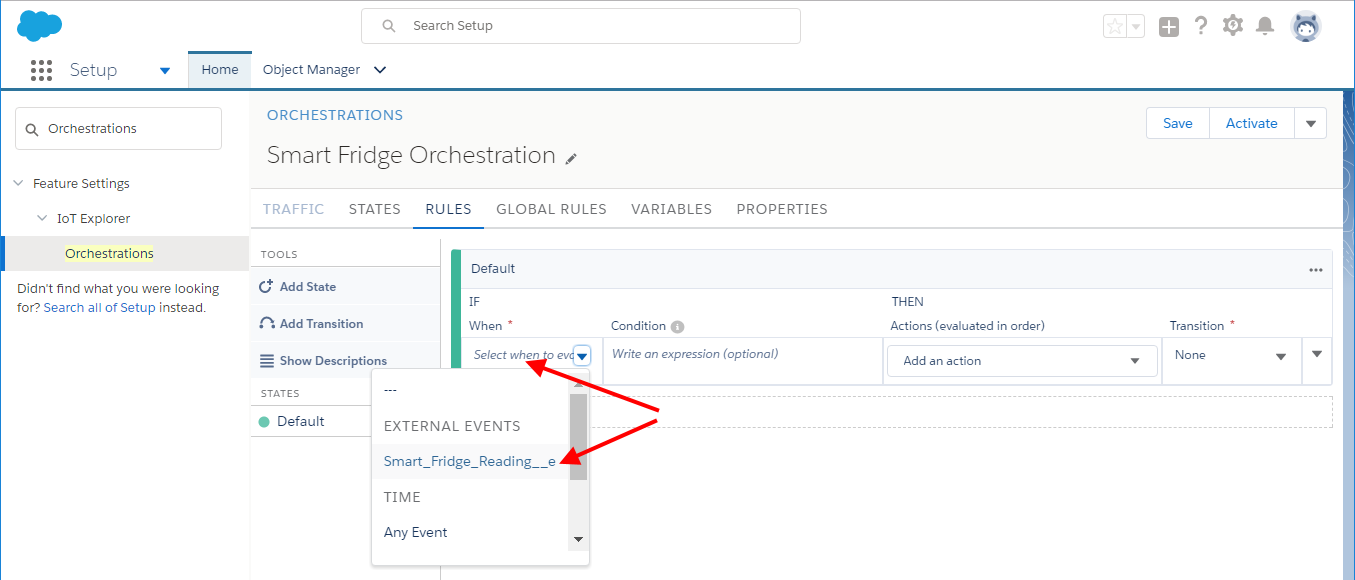 Search Setup
Setup
Home
Object Manager
Orchestrations
Feature Settings
IoT Explorer
Orchestrations
Didn't find what you were looking
for? Search all of Setup instead.
ORCHESTRATIONS
Smart Fridge Orchestration
Save
Activate
TRAFFIC
STATES
RULES
GLOBAL RULES
VARIABLES
PROPERTIES
TOOLS
Add State
Add Transition
Show Descriptions
STATES
Default
Default
IF
THEN
When *
Condition
Actions (evaluated in order)
Transition *
Select when to eva
Write an expression (optional)
Add an action
None
---
EXTERNAL EVENTS
Smart_Fridge_Reading__e
TIME
Any Event